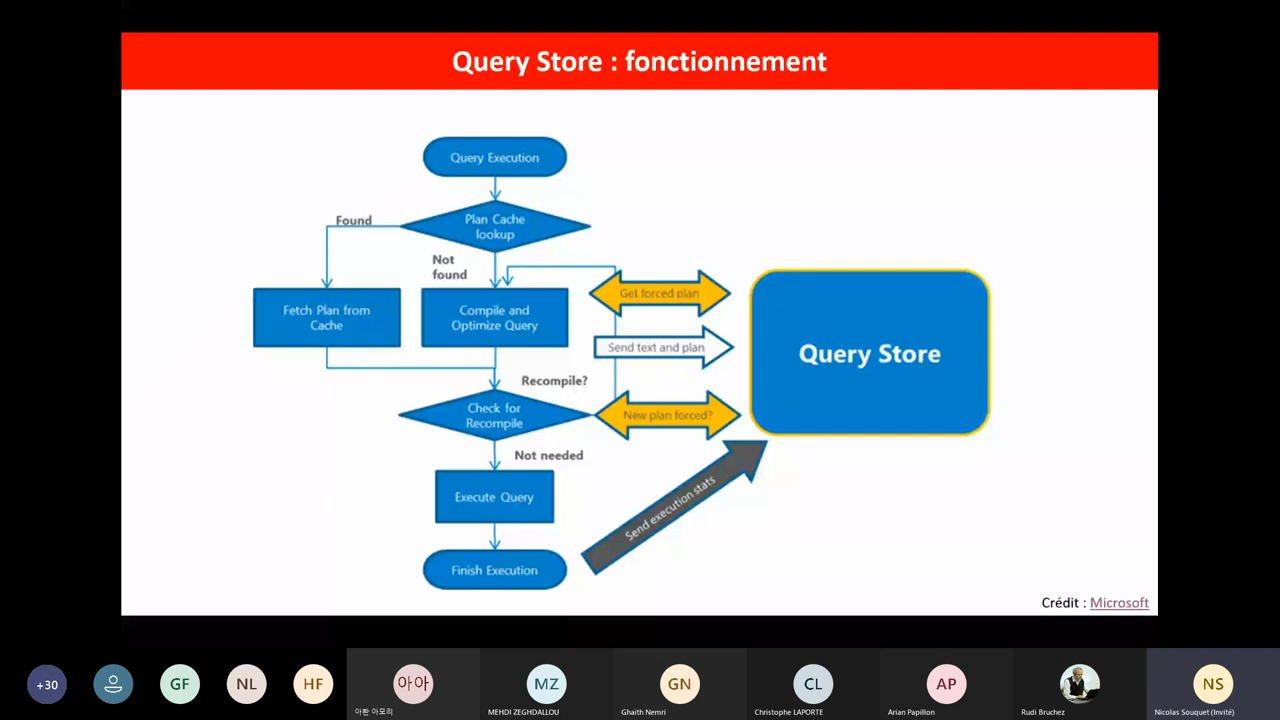 Query Store : fonctionnement
Query Execution
Plan Cache
lookup
Found
Not
found
Fetch Plan from
Cache
Compile and
Optimize Query
Get forced plan
Send text and plan
Query Store
Recompile?
Check for
Recompile
New plan forced?
Not needed
Execute Query
Send execution stats
Finish Execution
Crédit : Microsoft
+30
GF
NL
HF
아아
MZ
GN
CL
AP
NS
아콴 아모리
MEHDI ZEGHDALLOU
Ghaith Nemri
Christophe LAPORTE
Arian Papillon
Rudi Bruchez
Nicolas Souquet (Invité)